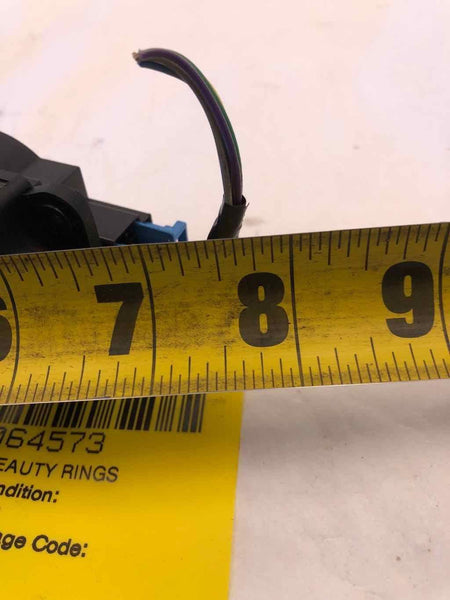 6 7 8 9
064573
EAUTY RINGS
ndition:
ge Code: